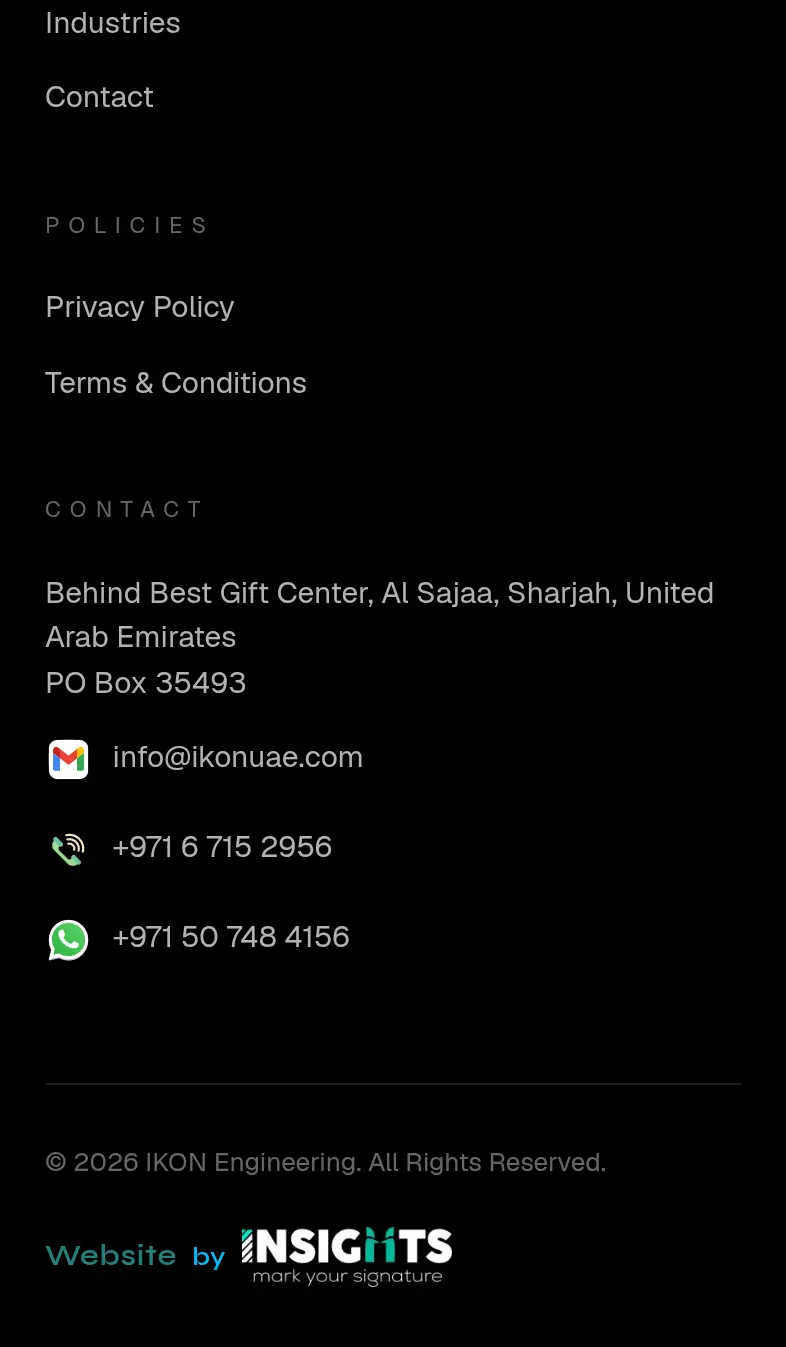 Industries
Contact
POLICIES
Privacy Policy
Terms & Conditions
CONTACT
Behind Best Gift Center, Al Sajaa, Sharjah, United
Arab Emirates
PO Box 35493
info@ikonuae.com
+971 6 715 2956
+971 50 748 4156
© 2026 IKON Engineering. All Rights Reserved.
Website by INSIGHTS
mark your signature